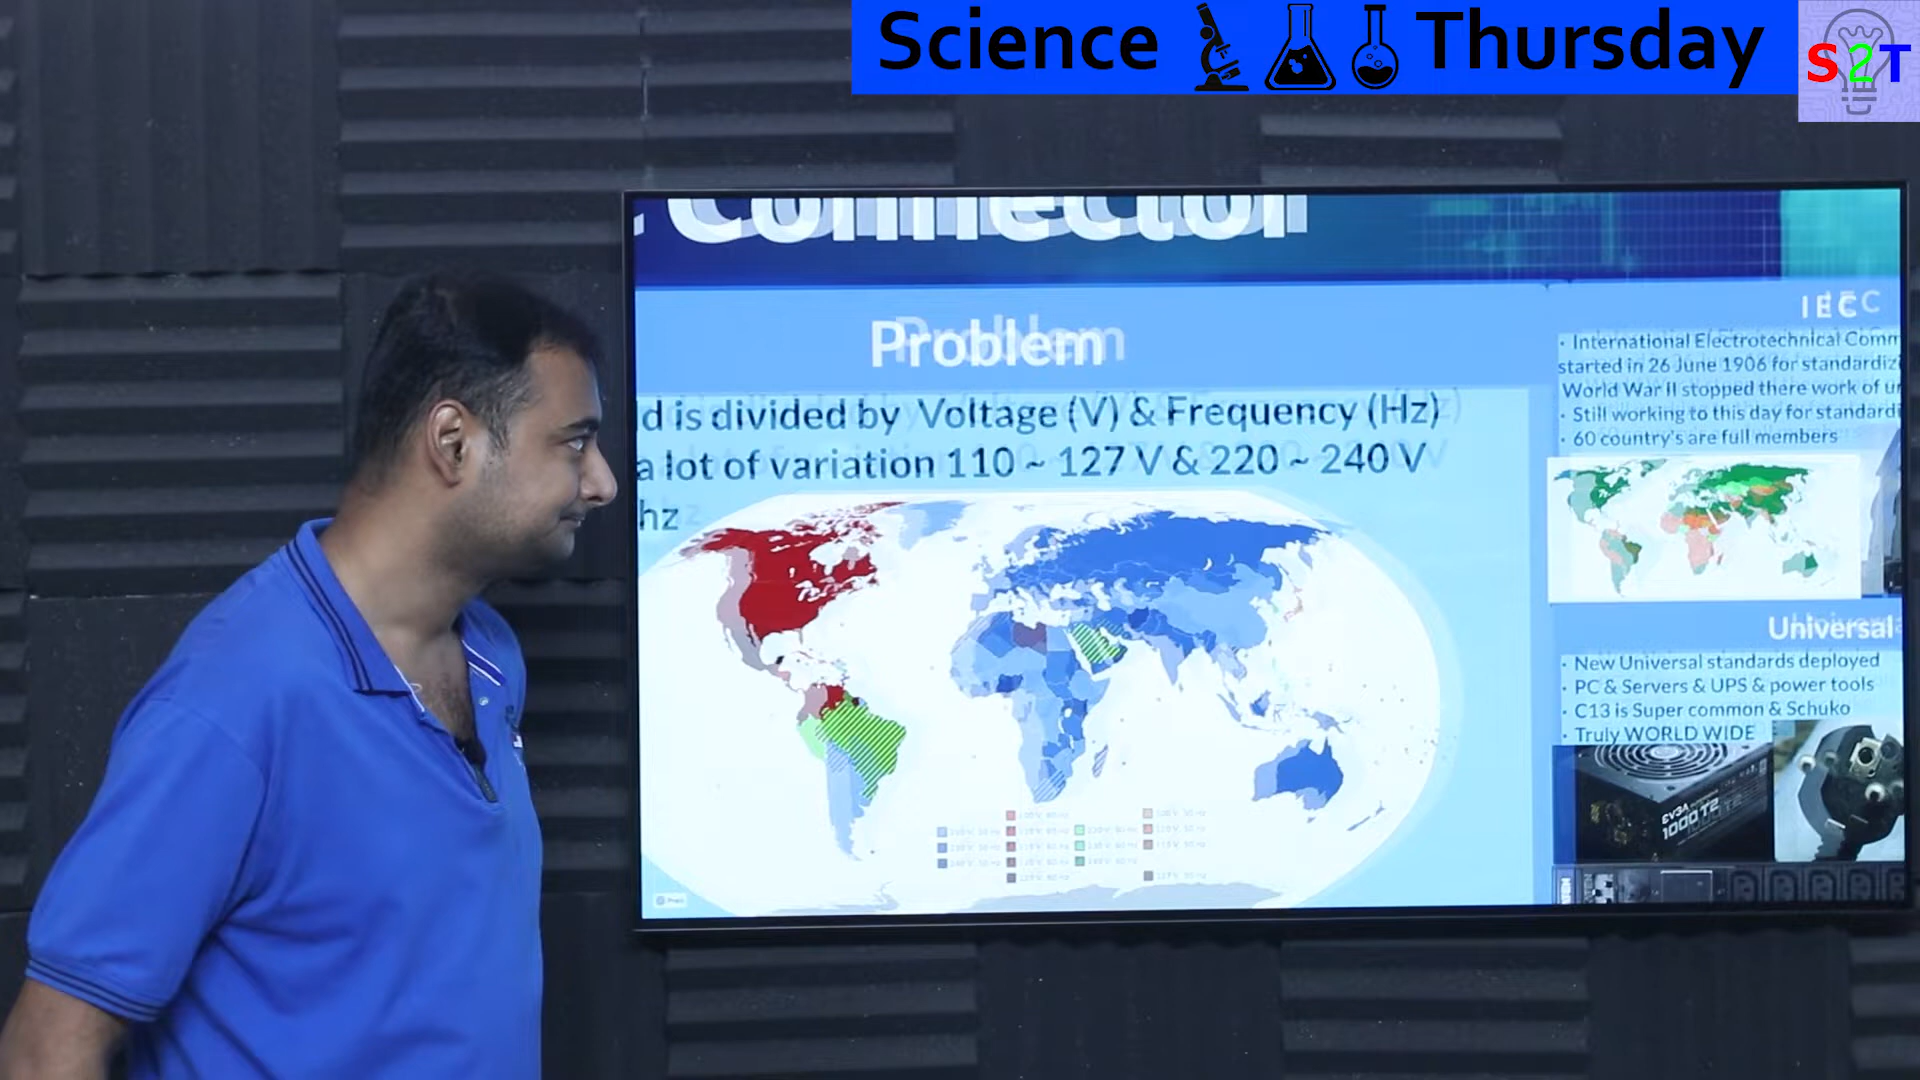 Science Thursday
S2T
Connector
Problem
d is divided by Voltage (V) & Frequency (Hz)
a lot of variation 110 ~ 127 V & 220 ~ 240 V
hz
IEC
· International Electrotechnical Comm
started in 26 June 1906 for standardizi
World War II stopped there work of ur
· Still working to this day for standardi
· 60 country's are full members
Universal
· New Universal standards deployed
· PC & Servers & UPS & power tools
· C13 is Super common & Schuko
· Truly WORLD WIDE
EVGA
1000 T2